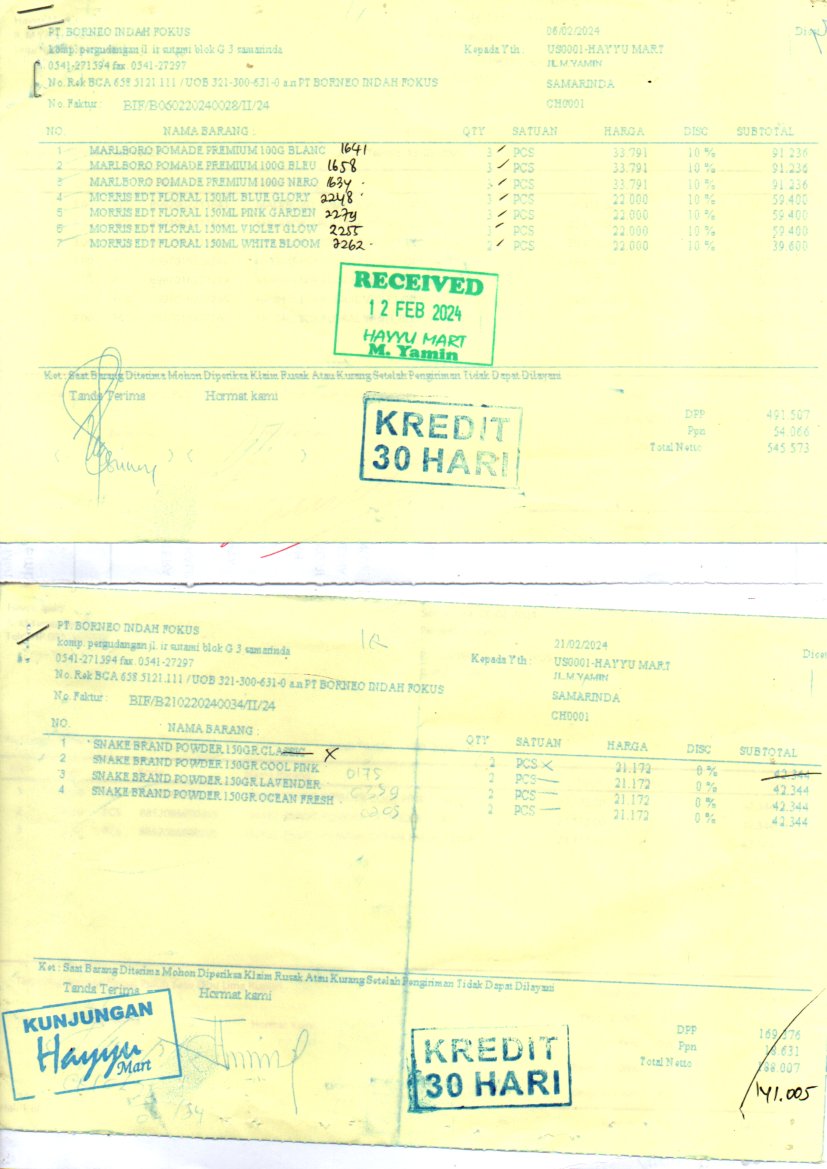 PT. BORNEO INDAH FOKUS 06/02/2024
komp. pergudangan jl. ir sutami blok G 3 samarinda Kepada Yth : US0001-HAYYU MART
0541-271594 fax. 0541-27297 JL.M.YAMIN
No. Rek BCA 658 5121 111 / UOB 321-300-631-0 a.n PT BORNEO INDAH FOKUS SAMARINDA
No. Faktur : BIF/B060220240028/II/24 CH0001
NO. NAMA BARANG : QTY SATUAN HARGA DISC SUBTOTAL
1 MARLBORO POMADE PREMIUM 100G BLANC 1641 3 PCS 33.791 10 % 91.236
2 MARLBORO POMADE PREMIUM 100G BLEU 1658 3 PCS 33.791 10 % 91.236
3 MARLBORO POMADE PREMIUM 100G NERO 1634 3 PCS 33.791 10 % 91.236
4 MORRIS EDT FLORAL 150ML BLUE GLORY 2248 3 PCS 22.000 10 % 59.400
5 MORRIS EDT FLORAL 150ML PINK GARDEN 2279 3 PCS 22.000 10 % 59.400
6 MORRIS EDT FLORAL 150ML VIOLET GLOW 2255 3 PCS 22.000 10 % 59.400
7 MORRIS EDT FLORAL 150ML WHITE BLOOM 2262 2 PCS 22.000 10 % 39.600
RECEIVED
12 FEB 2024
HAYYU MART
M. Yamin
Ket : Saat Barang Diterima Mohon Diperiksa Klaim Rusak Atau Kurang Setelah Pengiriman Tidak Dapat Dilayani
Tanda Terima Hormat kami
KREDIT
30 HARI
DPP 491.507
Ppn 54.066
Total Netto 545.573
PT. BORNEO INDAH FOKUS 21/02/2024
komp. pergudangan jl. ir sutami blok G 3 samarinda Kepada Yth : US0001-HAYYU MART
0541-271594 fax. 0541-27297 JL.M.YAMIN
No. Rek BCA 658 5121 111 / UOB 321-300-631-0 a.n PT BORNEO INDAH FOKUS SAMARINDA
No. Faktur : BIF/B210220240034/II/24 CH0001
NO. NAMA BARANG : QTY SATUAN HARGA DISC SUBTOTAL
1 SNAKE BRAND POWDER 150GR CLASSIC X 2 PCS X 21.172 0 % 42.344
2 SNAKE BRAND POWDER 150GR COOL PINK 0175 2 PCS 21.172 0 % 42.344
3 SNAKE BRAND POWDER 150GR LAVENDER 2 PCS 21.172 0 % 42.344
4 SNAKE BRAND POWDER 150GR OCEAN FRESH 0205 2 PCS 21.172 0 % 42.344
Ket : Saat Barang Diterima Mohon Diperiksa Klaim Rusak Atau Kurang Setelah Pengiriman Tidak Dapat Dilayani
Tanda Terima Hormat kami
KUNJUNGAN
Hayyu
Mart
KREDIT
30 HARI
DPP 169.376
Ppn 18.631
Total Netto 188.007
141.005